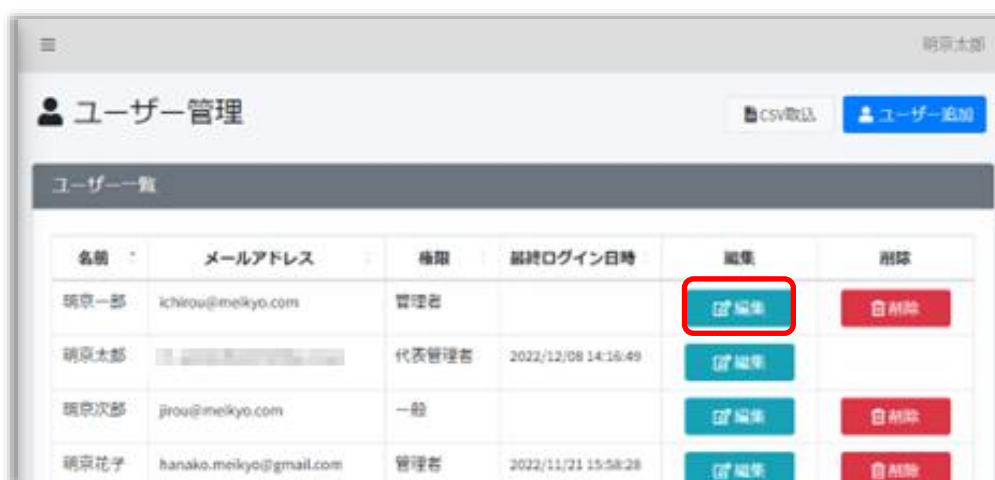 明京太郎
ユーザー管理
CSV取込 ユーザー追加
ユーザー一覧
名前 メールアドレス 権限 最終ログイン日時 編集 削除
明京一郎 ichirou@meikyo.com 管理者 編集 削除
明京太郎 代表管理者 2022/12/08 14:16:49 編集
明京次郎 jirou@meikyo.com 一般 編集 削除
明京花子 hanako.meikyo@gmail.com 管理者 2022/11/21 15:58:28 編集 削除